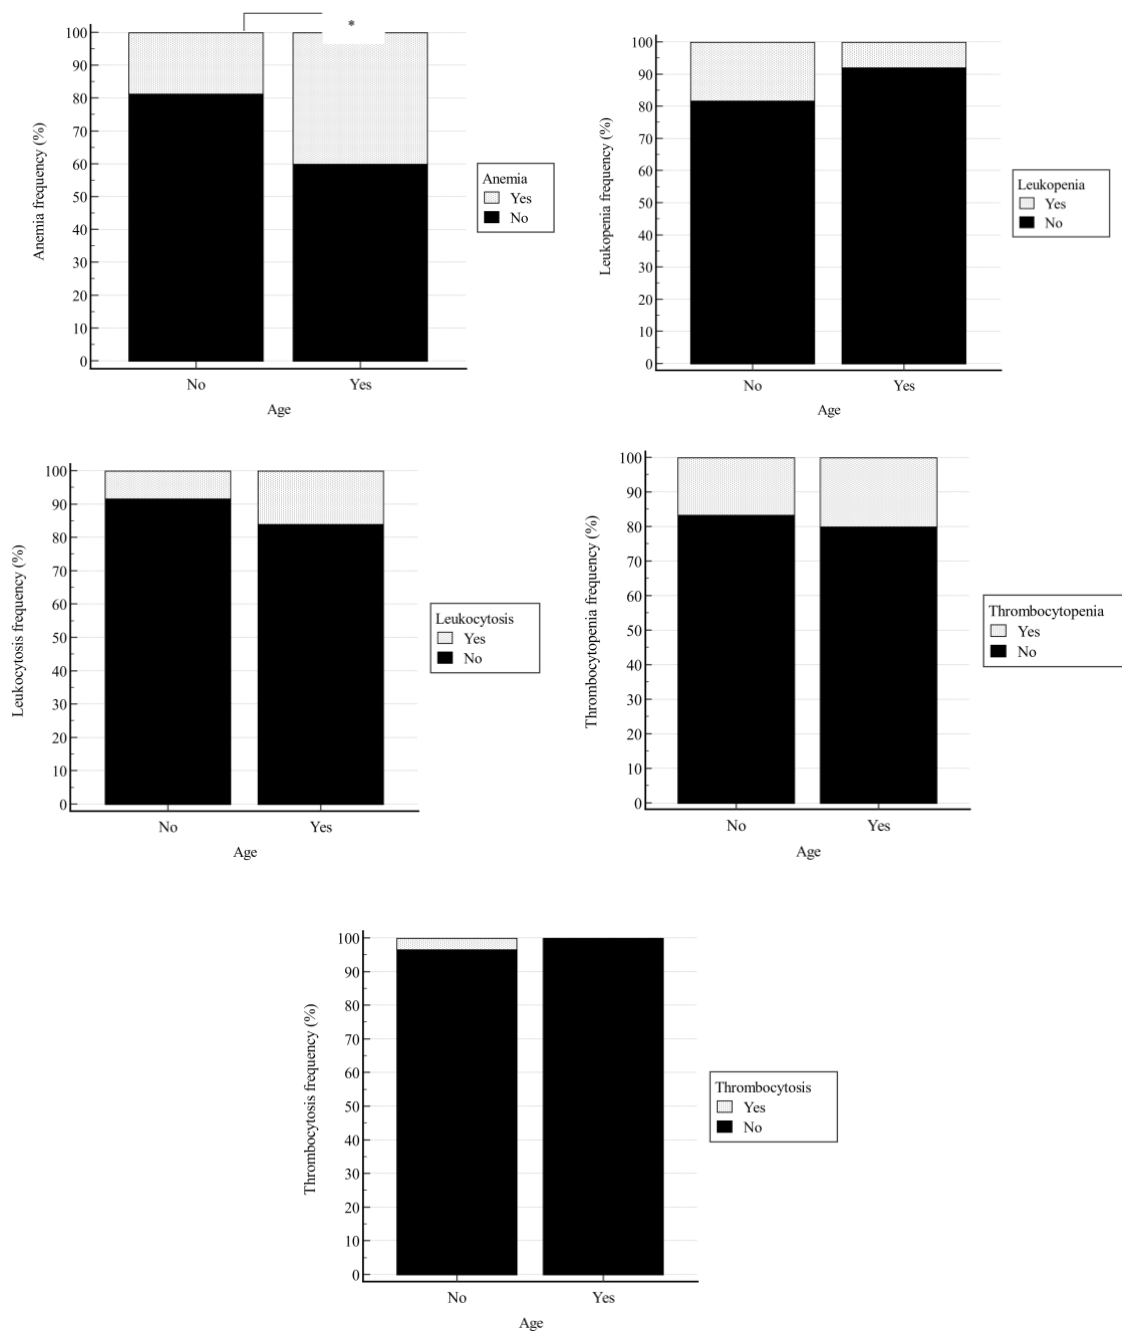 *
Anemia frequency (%)
100
90
80
70
60
50
40
30
20
10
0
No Yes
Age
Anemia
Yes
No
Leukopenia frequency (%)
100
90
80
70
60
50
40
30
20
10
0
No Yes
Age
Leukopenia
Yes
No
Leukocytosis frequency (%)
100
90
80
70
60
50
40
30
20
10
0
No Yes
Age
Leukocytosis
Yes
No
Thrombocytopenia frequency (%)
100
90
80
70
60
50
40
30
20
10
0
No Yes
Age
Thrombocytopenia
Yes
No
Thrombocytosis frequency (%)
100
90
80
70
60
50
40
30
20
10
0
No Yes
Age
Thrombocytosis
Yes
No